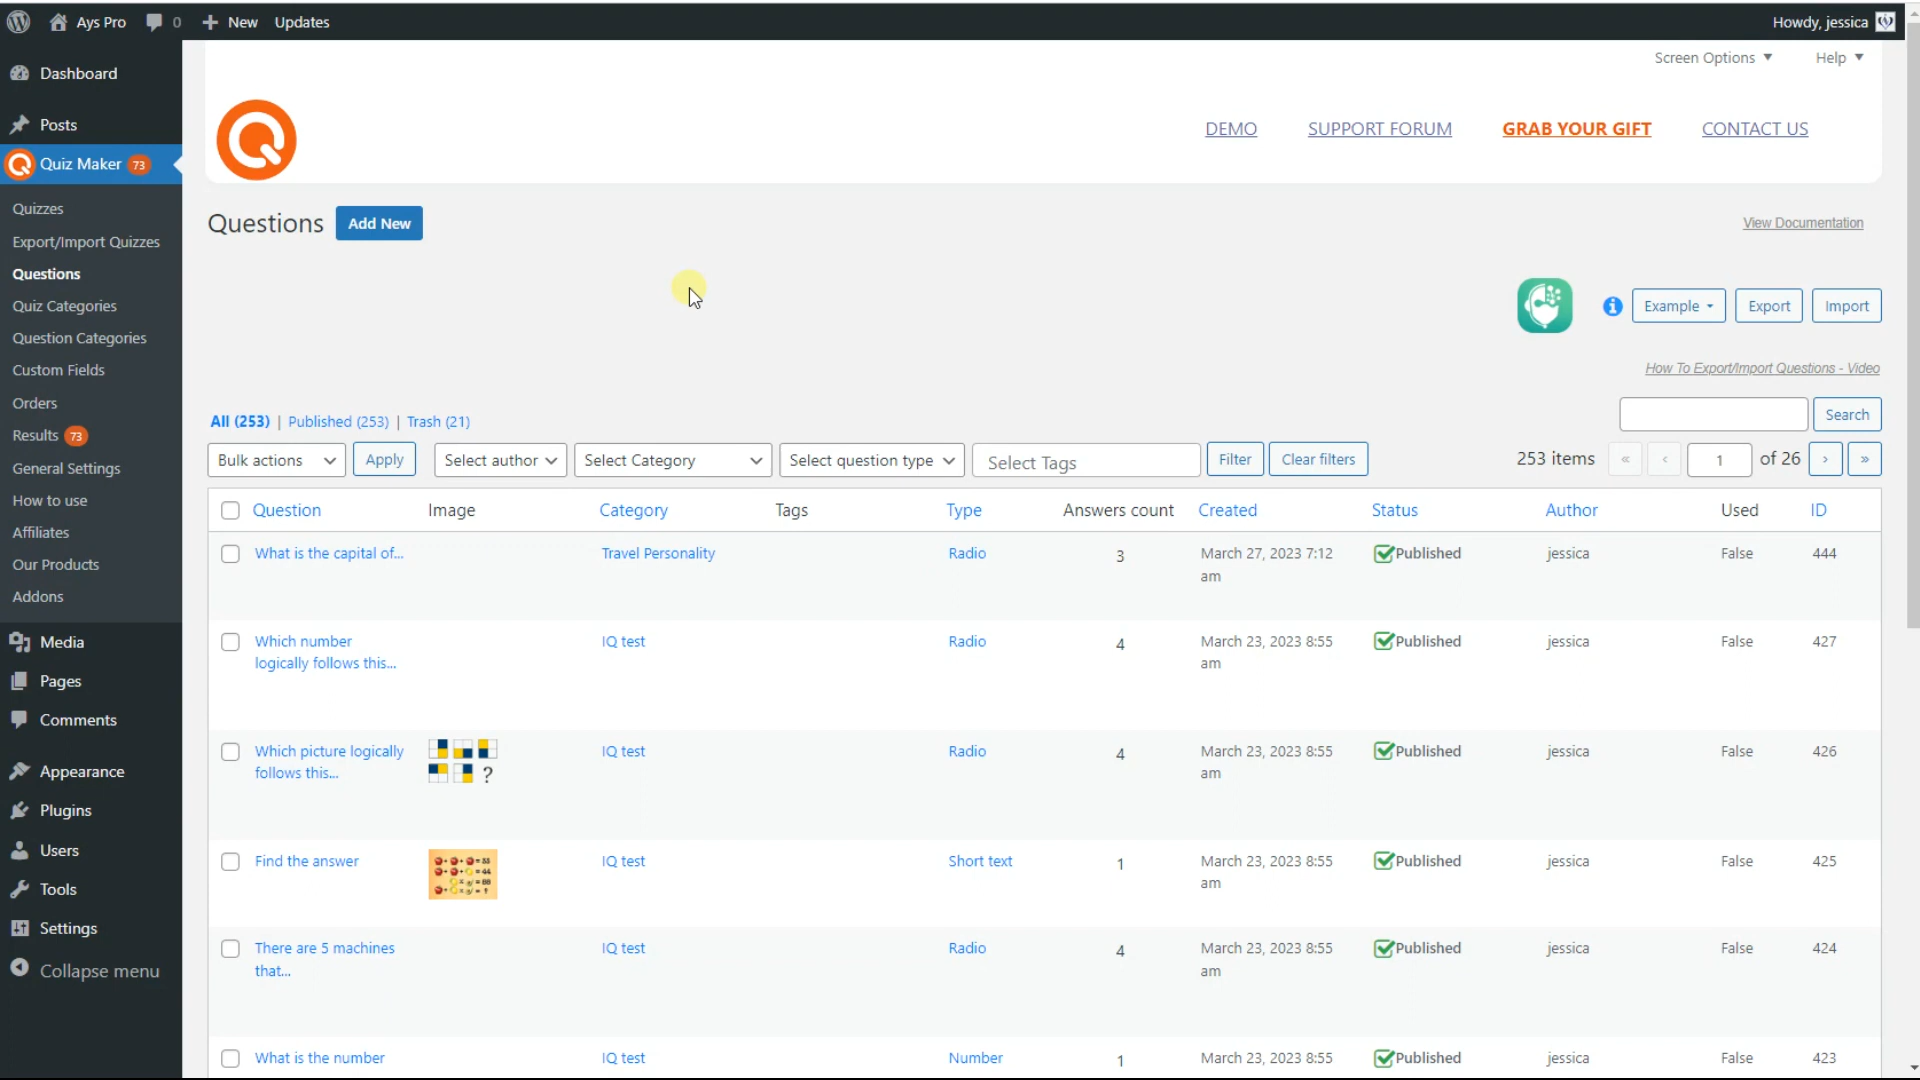 Ays Pro 0 New Updates Howdy, jessica
Screen Options Help
Dashboard
Posts
Quiz Maker 73
Quizzes
Export/Import Quizzes
Questions
Quiz Categories
Question Categories
Custom Fields
Orders
Results 73
General Settings
How to use
Affiliates
Our Products
Addons
Media
Pages
Comments
Appearance
Plugins
Users
Tools
Settings
Collapse menu
DEMO SUPPORT FORUM GRAB YOUR GIFT CONTACT US
Questions Add New View Documentation
Example Export Import
How To Export/Import Questions - Video
All (253) | Published (253) | Trash (21) Search
Bulk actions Apply Select author Select Category Select question type Select Tags Filter Clear filters 253 items « ‹ 1 of 26 › »
Question Image Category Tags Type Answers count Created Status Author Used ID
What is the capital of... Travel Personality Radio 3 March 27, 2023 7:12 Published jessica False 444
am
Which number IQ test Radio 4 March 23, 2023 8:55 Published jessica False 427
logically follows this... am
Which picture logically IQ test Radio 4 March 23, 2023 8:55 Published jessica False 426
follows this... ? am
Find the answer IQ test Short text 1 March 23, 2023 8:55 Published jessica False 425
am
There are 5 machines IQ test Radio 4 March 23, 2023 8:55 Published jessica False 424
that... am
What is the number IQ test Number 1 March 23, 2023 8:55 Published jessica False 423